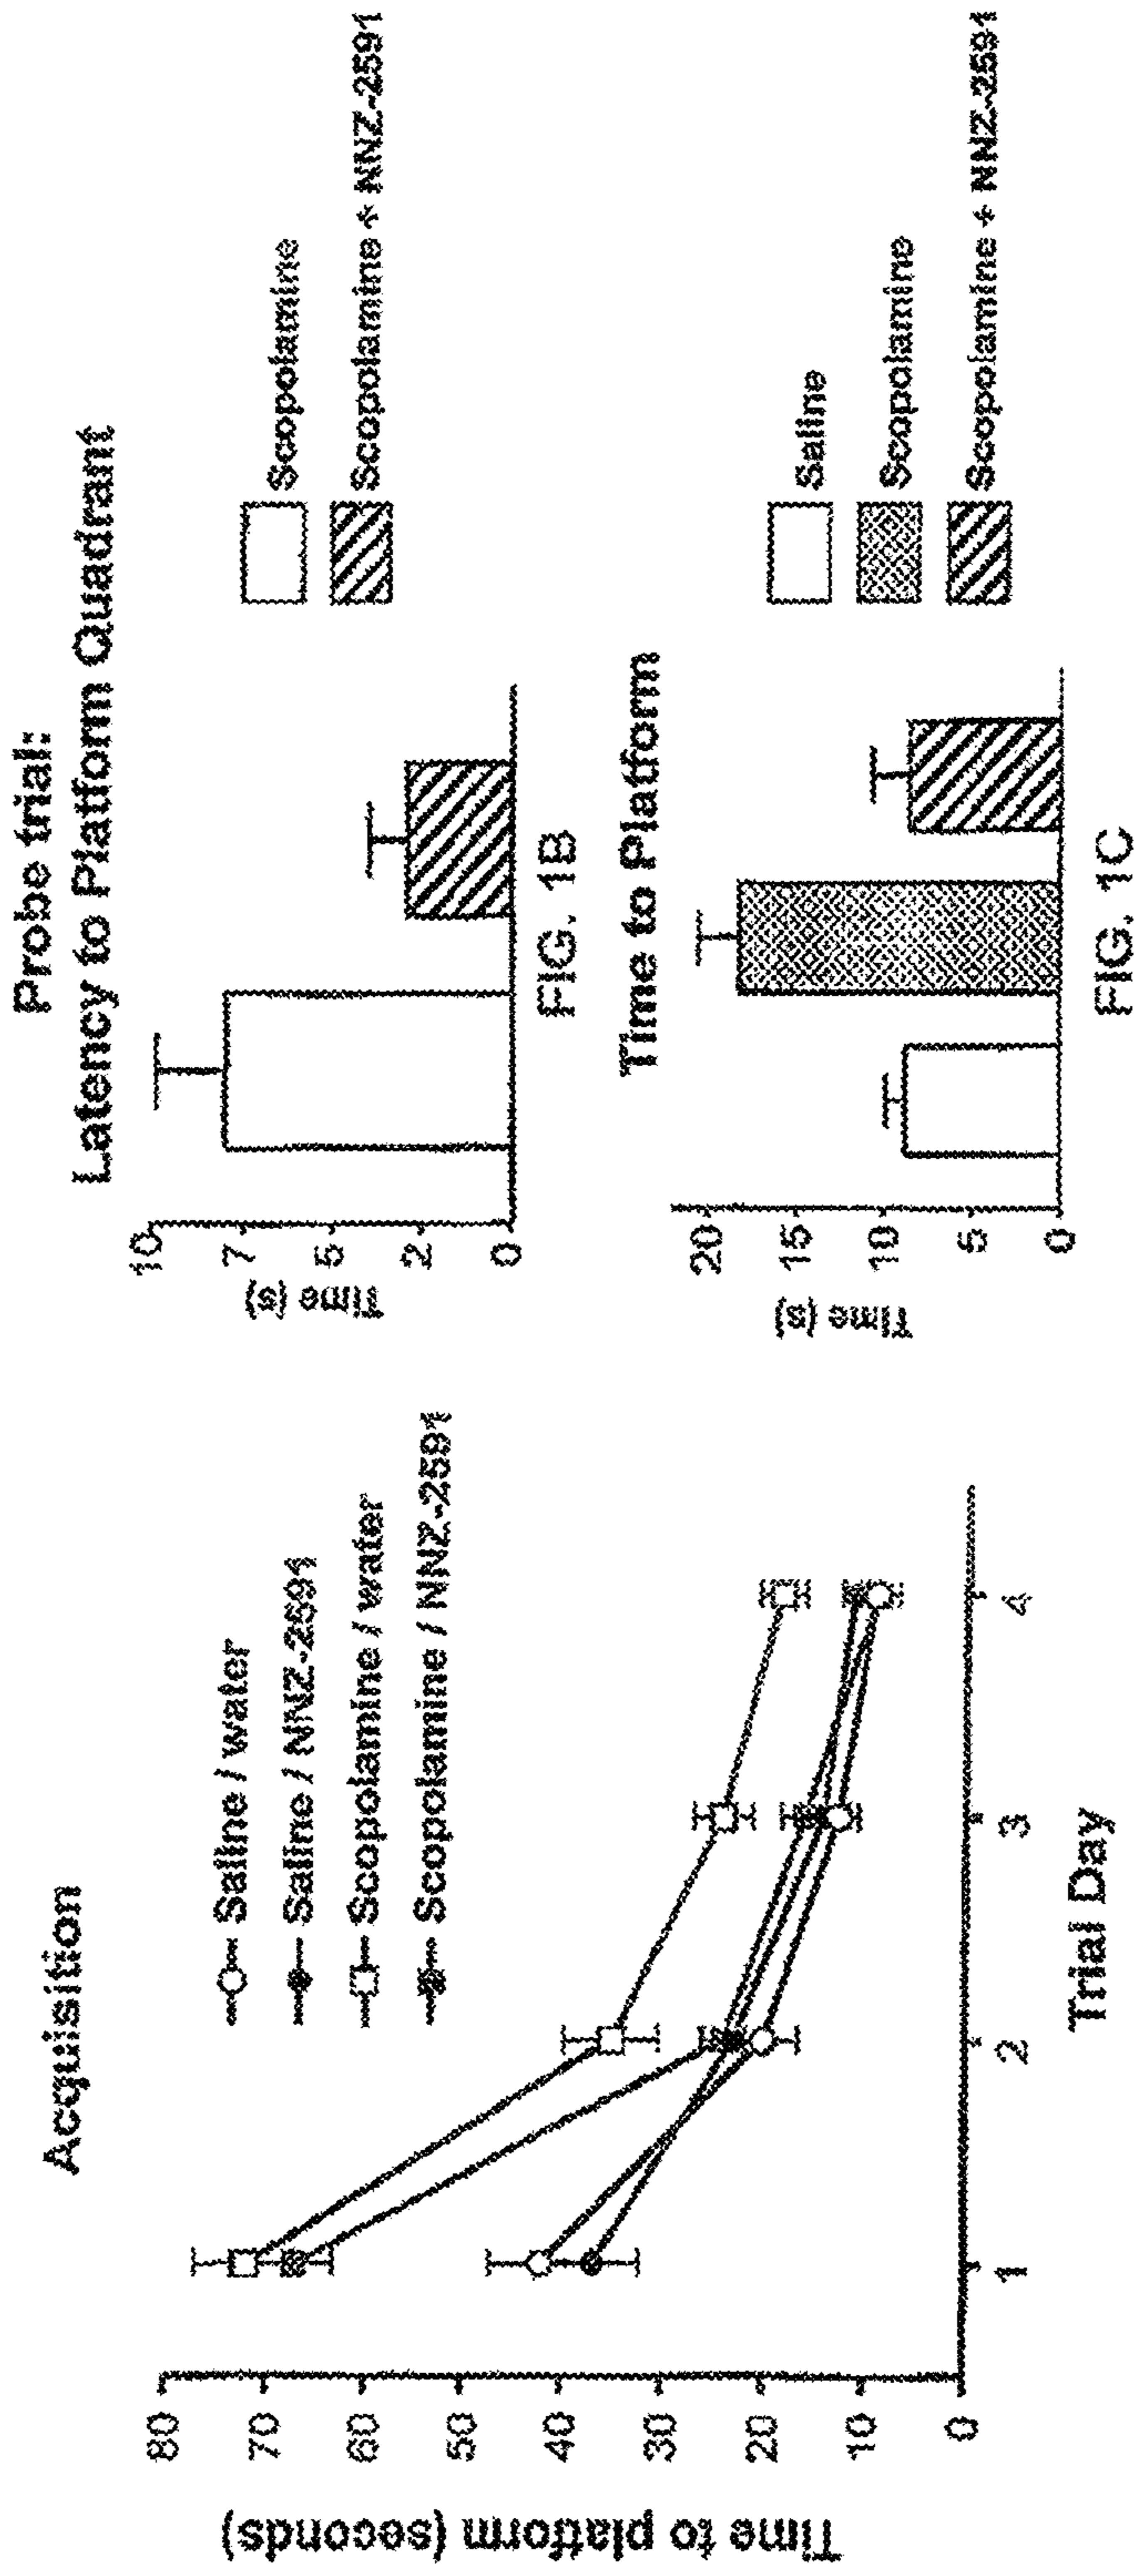 Acquisition
Saline / water
Saline / NNZ-2591
Scopolamine / water
Scopolamine / NNZ-2591
Time to platform (seconds)
80
70
60
50
40
30
20
10
0
1
2
3
4
Trial Day
Probe trial:
Latency to Platform Quadrant
Time (s)
10
7
5
2
0
Scopolamine
Scopolamine + NNZ-2591
FIG. 1B
Time to Platform
Time (s)
20
15
10
5
0
Saline
Scopolamine
Scopolamine + NNZ-2591
FIG. 1C